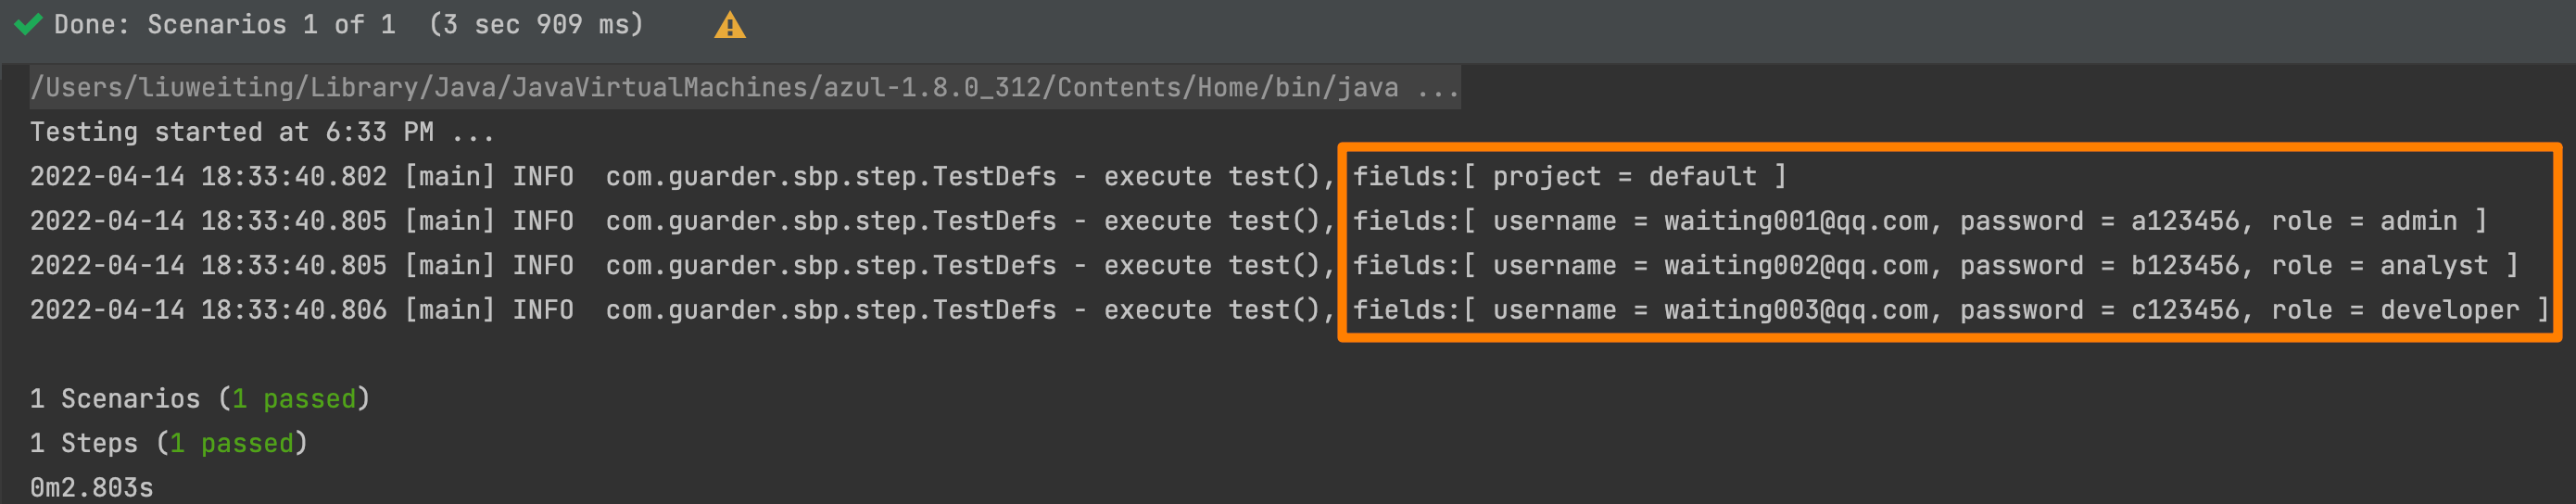 Done: Scenarios 1 of 1 (3 sec 909 ms)
/Users/liuweiting/Library/Java/JavaVirtualMachines/azul-1.8.0_312/Contents/Home/bin/java ...
Testing started at 6:33 PM ...
2022-04-14 18:33:40.802 [main] INFO  com.guarder.sbp.step.TestDefs - execute test(), fields:[ project = default ]
2022-04-14 18:33:40.805 [main] INFO  com.guarder.sbp.step.TestDefs - execute test(), fields:[ username = waiting001@qq.com, password = a123456, role = admin ]
2022-04-14 18:33:40.805 [main] INFO  com.guarder.sbp.step.TestDefs - execute test(), fields:[ username = waiting002@qq.com, password = b123456, role = analyst ]
2022-04-14 18:33:40.806 [main] INFO  com.guarder.sbp.step.TestDefs - execute test(), fields:[ username = waiting003@qq.com, password = c123456, role = developer ]
1 Scenarios (1 passed)
1 Steps (1 passed)
0m2.803s